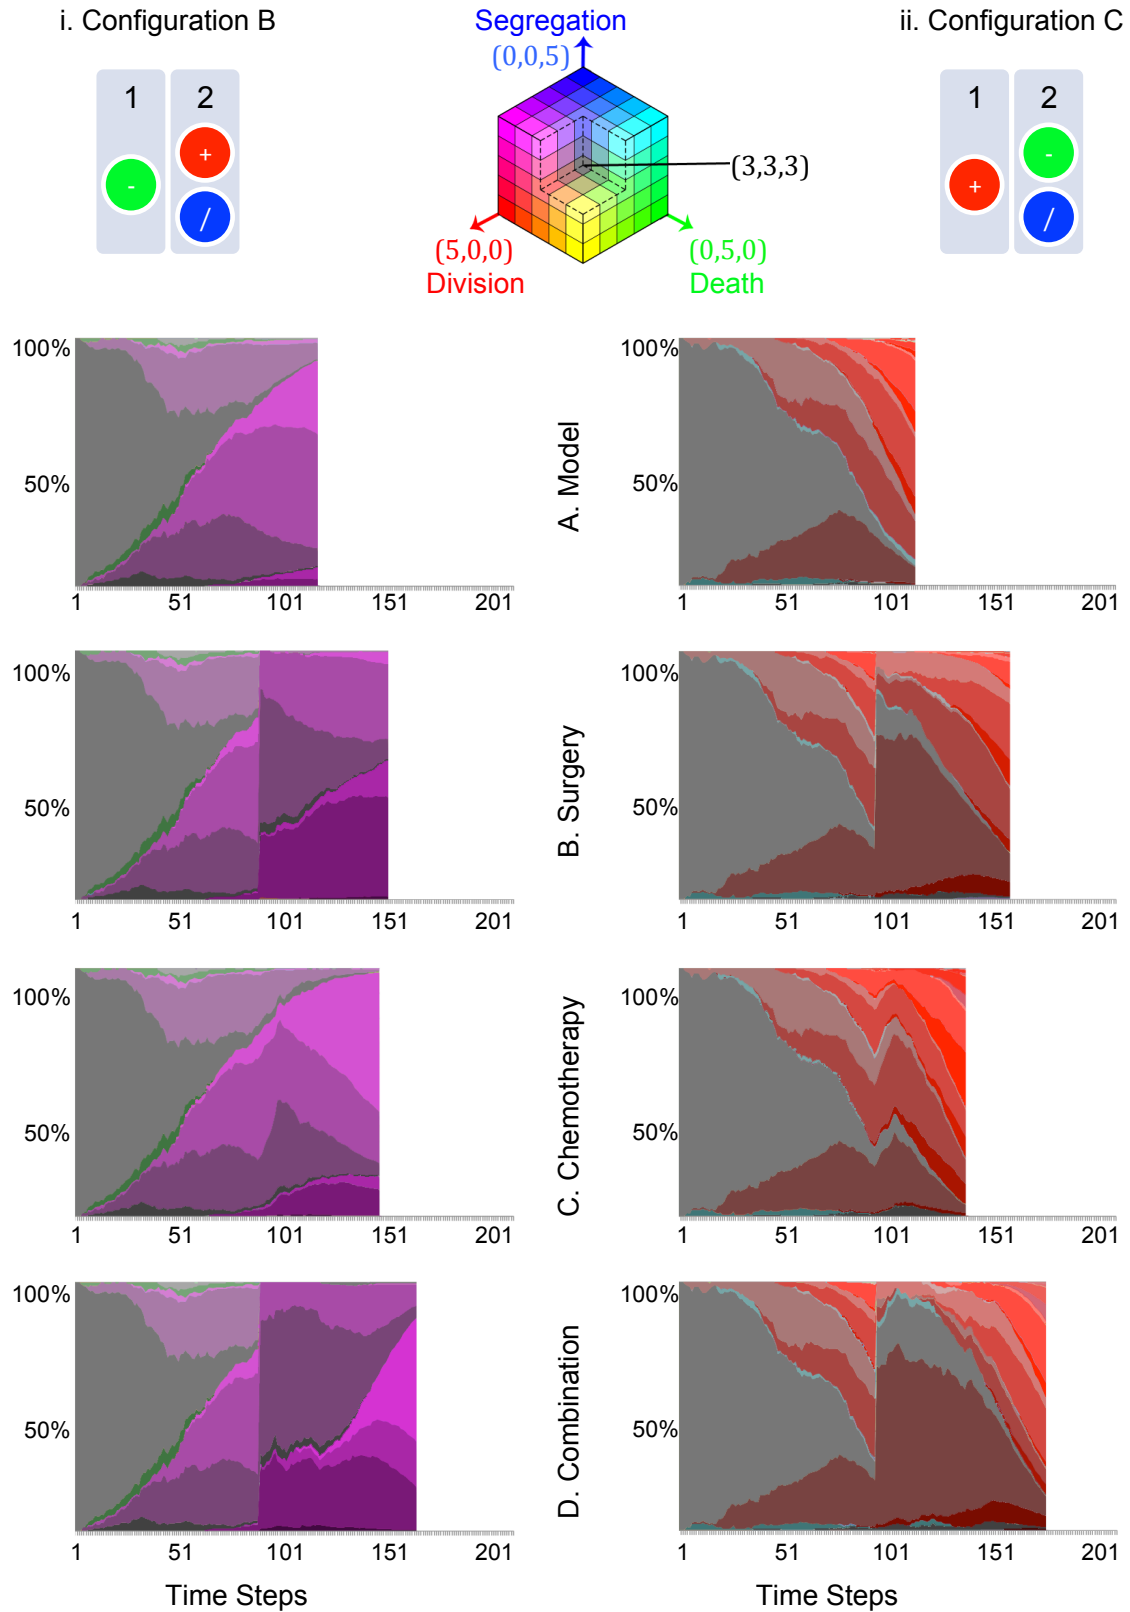 i. Configuration B
Segregation
ii. Configuration C
(0,0,5)
1 2
+
-
/
(3,3,3)
1 2
-
+
/
(5,0,0)
Division
(0,5,0)
Death
100%
50%
1 51 101 151 201
A. Model
100%
50%
1 51 101 151 201
100%
50%
1 51 101 151 201
B. Surgery
100%
50%
1 51 101 151 201
100%
50%
1 51 101 151 201
C. Chemotherapy
100%
50%
1 51 101 151 201
100%
50%
1 51 101 151 201
Time Steps
D. Combination
100%
50%
1 51 101 151 201
Time Steps